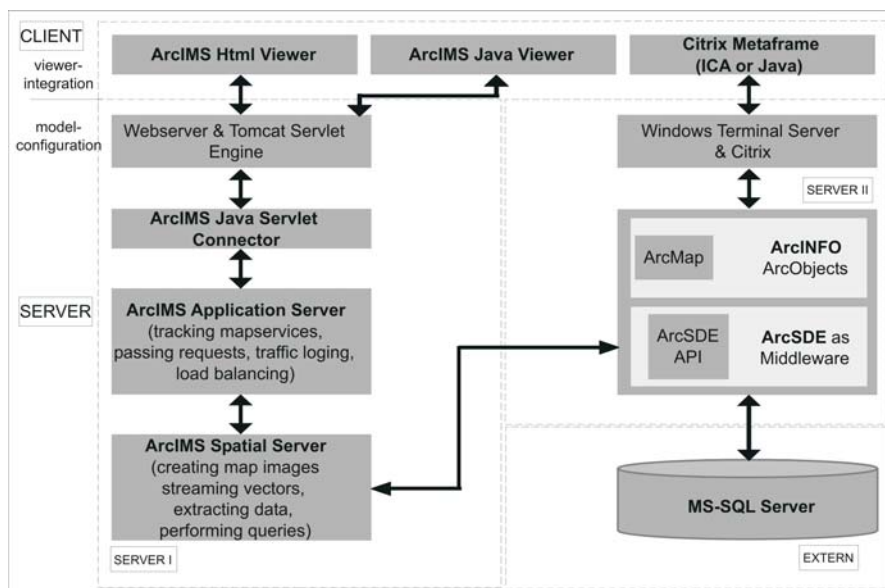 CLIENT
viewer-
integration
ArcIMS Html Viewer
ArcIMS Java Viewer
Citrix Metaframe
(ICA or Java)
model-
configuration
Webserver & Tomcat Servlet
Engine
Windows Terminal Server
& Citrix
SERVER II
ArcIMS Java Servlet
Connector
ArcMap
ArcINFO
ArcObjects
SERVER
ArcIMS Application Server
(tracking mapservices,
passing requests, traffic loging,
load balancing)
ArcSDE
API
ArcSDE as
Middleware
ArcIMS Spatial Server
(creating map images
streaming vectors,
extracting data,
performing queries)
SERVER I
MS-SQL Server
EXTERN